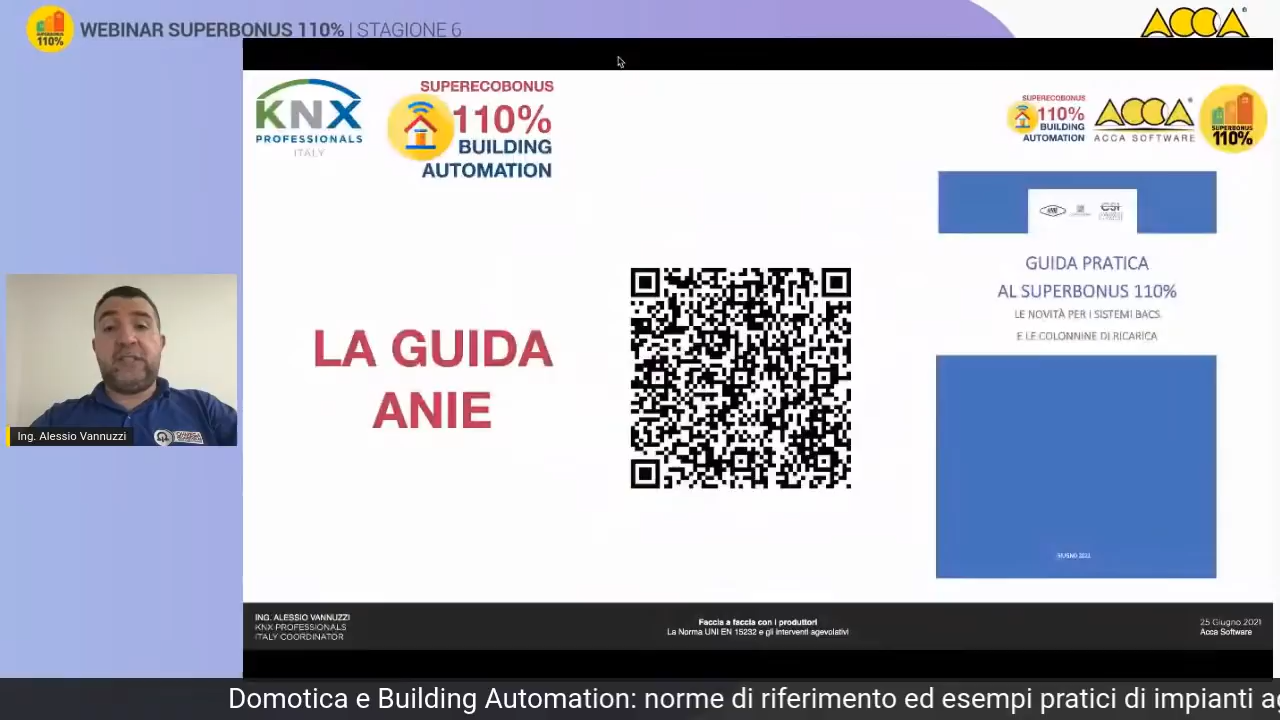 WEBINAR SUPERBONUS 110% | STAGIONE 6
SUPERBONUS
110%
ACCA
KNX
PROFESSIONALS
ITALY
SUPERECOBONUS
110%
BUILDING
AUTOMATION
SUPERECOBONUS
110%
BUILDING
AUTOMATION
ACCA
ACCA SOFTWARE
SUPERBONUS
110%
LA GUIDA
ANIE
GUIDA PRATICA
AL SUPERBONUS 110%
LE NOVITÀ PER I SISTEMI BACS
E LE COLONNINE DI RICARICA
GIUGNO 2021
Ing. Alessio Vannuzzi
ING. ALESSIO VANNUZZI
KNX PROFESSIONALS
ITALY COORDINATOR
Faccia a faccia con i produttori
La Norma UNI EN 15232 e gli interventi agevolativi
25 Giugno 2021
Acca Software
Domotica e Building Automation: norme di riferimento ed esempi pratici di impianti ag